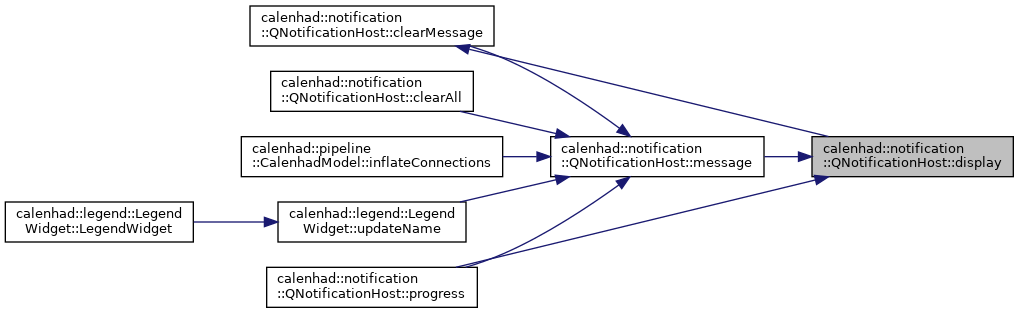 calenhad::notification
::QNotificationHost::clearMessage
calenhad::notification
::QNotificationHost::clearAll
calenhad::pipeline
::CalenhadModel::inflateConnections
calenhad::notification
::QNotificationHost::message
calenhad::notification
::QNotificationHost::display
calenhad::legend::Legend
Widget::LegendWidget
calenhad::legend::Legend
Widget::updateName
calenhad::notification
::QNotificationHost::progress